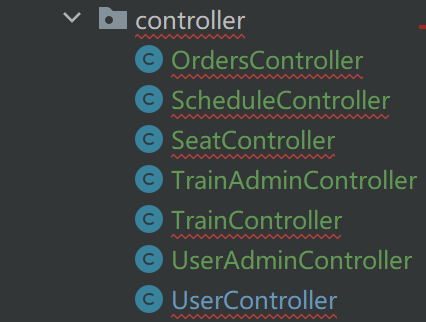 controller
C OrdersController
C ScheduleController
C SeatController
C TrainAdminController
C TrainController
C UserAdminController
C UserController